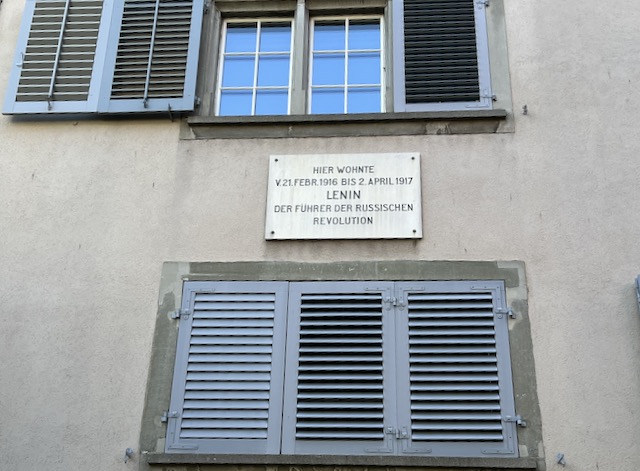 HIER WOHNTE
V. 21. FEBR. 1916 BIS 2. APRIL 1917
LENIN
DER FÜHRER DER RUSSISCHEN
REVOLUTION